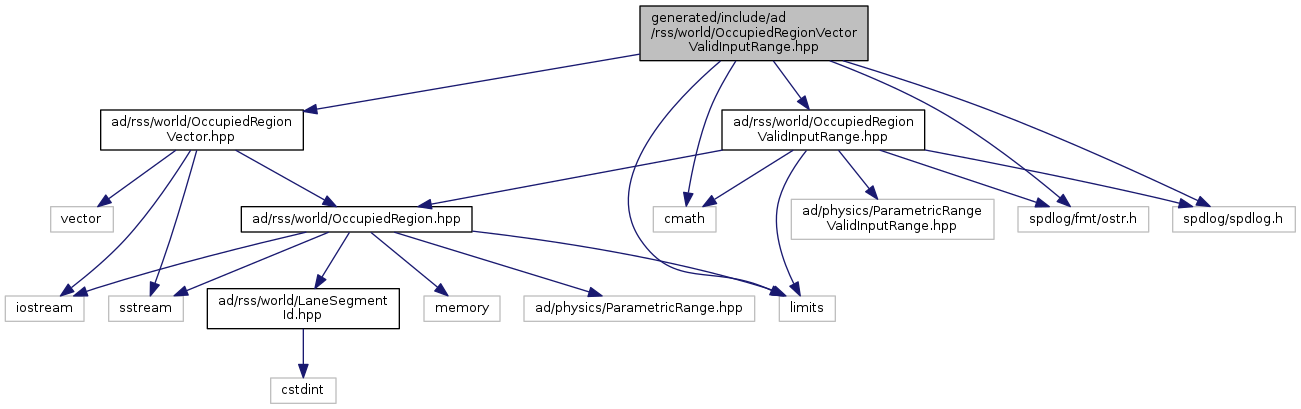 generated/include/ad
/rss/world/OccupiedRegionVector
ValidInputRange.hpp
ad/rss/world/OccupiedRegion
Vector.hpp
ad/rss/world/OccupiedRegion
ValidInputRange.hpp
vector
ad/rss/world/OccupiedRegion.hpp
cmath
ad/physics/ParametricRange
ValidInputRange.hpp
spdlog/fmt/ostr.h
spdlog/spdlog.h
iostream
sstream
ad/rss/world/LaneSegment
Id.hpp
memory
ad/physics/ParametricRange.hpp
limits
cstdint